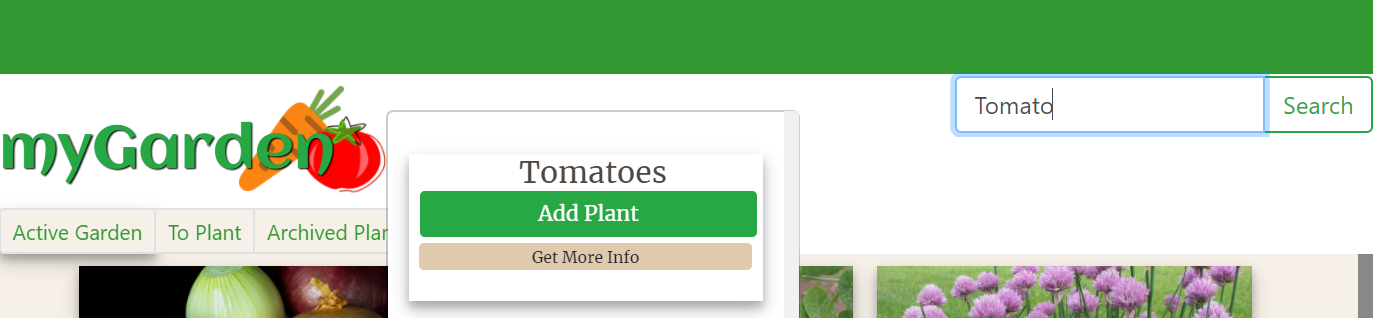 Tomato
Search
myGarden
Tomatoes
Add Plant
Get More Info
Active Garden
To Plant
Archived Plan